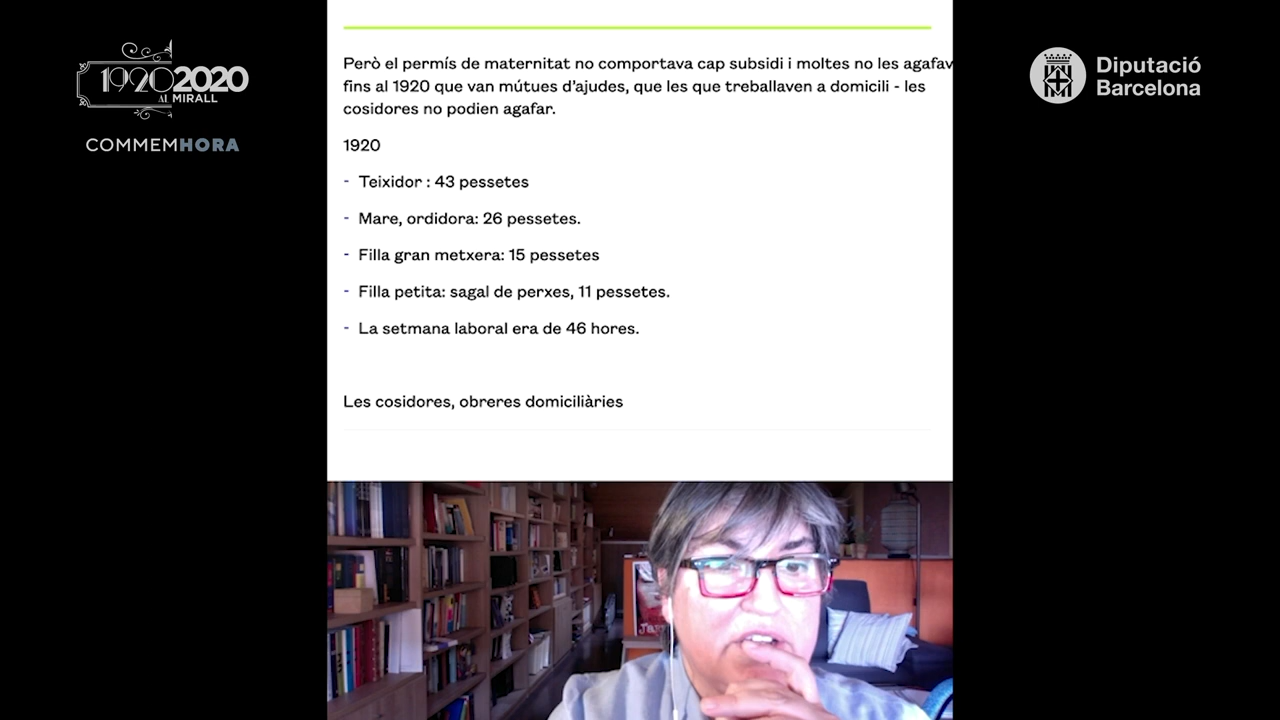 1920 2020
AL MIRALL
COMMEMHORA
Diputació
Barcelona
Però el permís de maternitat no comportava cap subsidi i moltes no les agafav
fins al 1920 que van mútues d'ajudes, que les que treballaven a domicili - les
cosidores no podien agafar.
1920
- Teixidor : 43 pessetes
- Mare, ordidora: 26 pessetes.
- Filla gran metxera: 15 pessetes
- Filla petita: sagal de perxes, 11 pessetes.
- La setmana laboral era de 46 hores.
Les cosidores, obreres domiciliàries